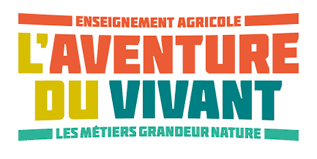 ENSEIGNEMENT AGRICOLE
L'AVENTURE
DU VIVANT
LES MÉTIERS GRANDEUR NATURE